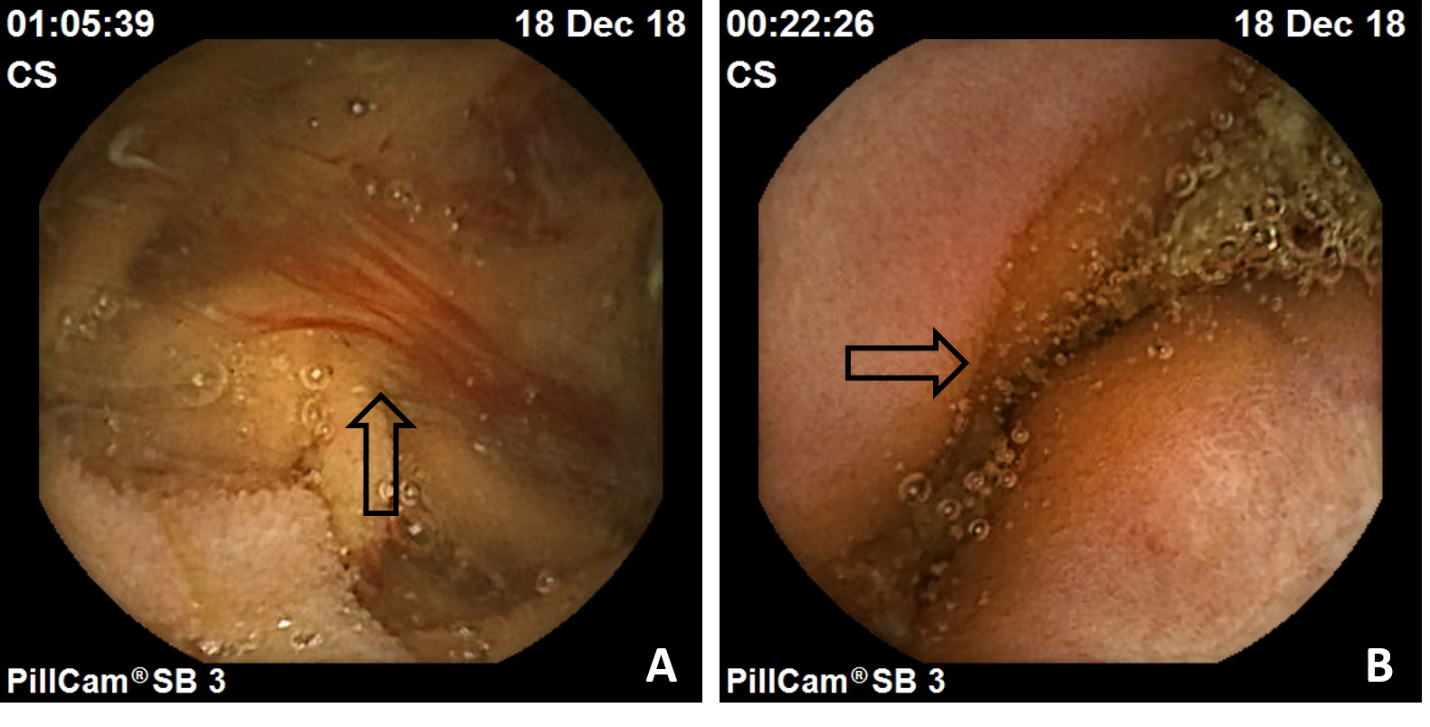 01:05:39 18 Dec 18
CS
PillCam®SB 3 A
00:22:26 18 Dec 18
CS
PillCam®SB 3 B